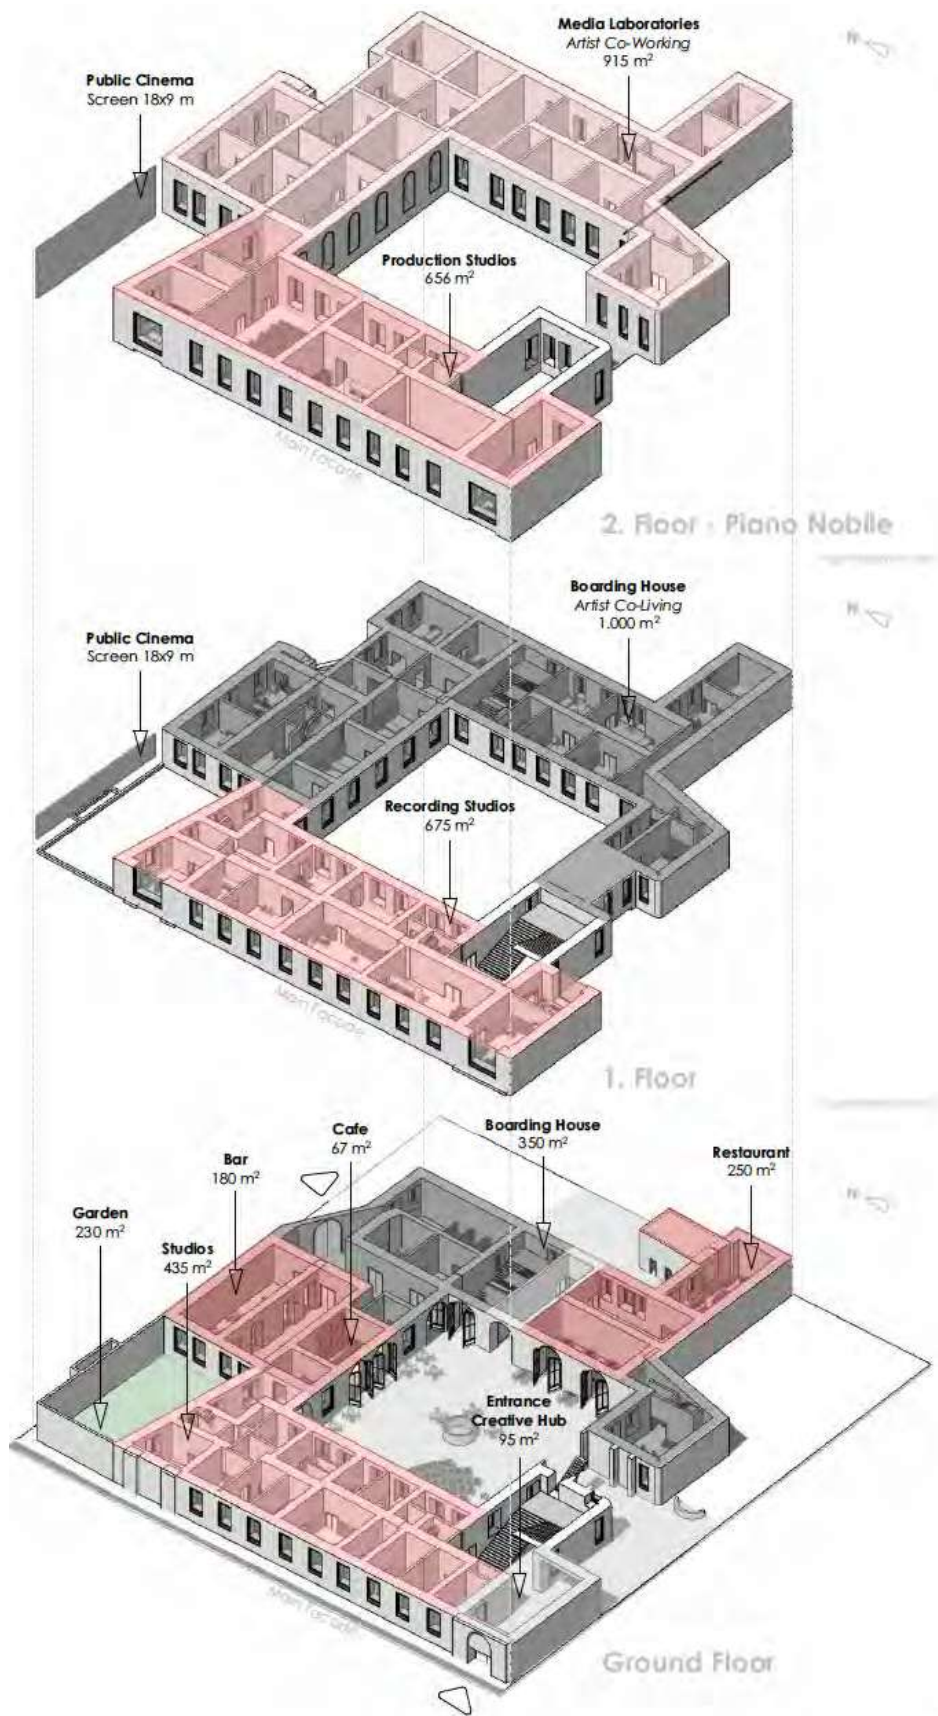 Media Laboratories
Artist Co-Working
915 m²
Public Cinema
Screen 18x9 m
Production Studios
656 m²
Main Facade
2. Floor - Piano Nobile
Boarding House
Artist Co-Living
1.000 m²
Public Cinema
Screen 18x9 m
Recording Studios
675 m²
Main Facade
1. Floor
Boarding House
350 m²
Cafe
67 m²
Restaurant
250 m²
Bar
180 m²
Garden
230 m²
Studios
435 m²
Entrance
Creative Hub
95 m²
Main Facade
Ground Floor